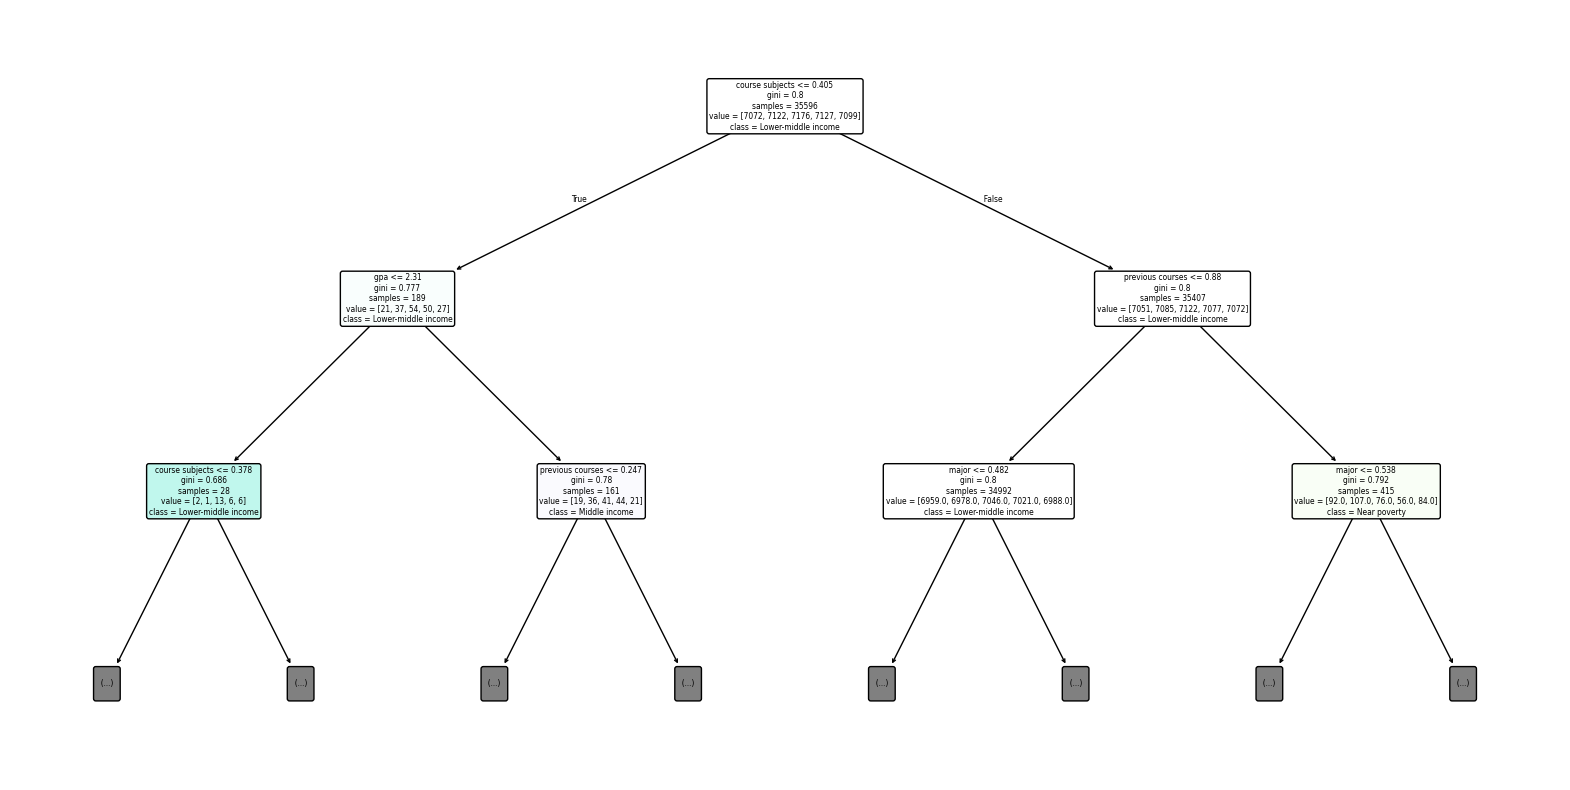 course subjects <= 0.405
gini = 0.8
samples = 35596
value = [7072, 7122, 7176, 7127, 7099]
class = Lower-middle income
True
False
gpa <= 2.31
gini = 0.777
samples = 189
value = [21, 37, 54, 50, 27]
class = Lower-middle income
previous courses <= 0.88
gini = 0.8
samples = 35407
value = [7051, 7085, 7122, 7077, 7072]
class = Lower-middle income
course subjects <= 0.378
gini = 0.686
samples = 28
value = [2, 1, 13, 6, 6]
class = Lower-middle income
previous courses <= 0.247
gini = 0.78
samples = 161
value = [19, 36, 41, 44, 21]
class = Middle income
major <= 0.482
gini = 0.8
samples = 34992
value = [6959.0, 6978.0, 7046.0, 7021.0, 6988.0]
class = Lower-middle income
major <= 0.538
gini = 0.792
samples = 415
value = [92.0, 107.0, 76.0, 56.0, 84.0]
class = Near poverty
(...)
(...)
(...)
(...)
(...)
(...)
(...)
(...)